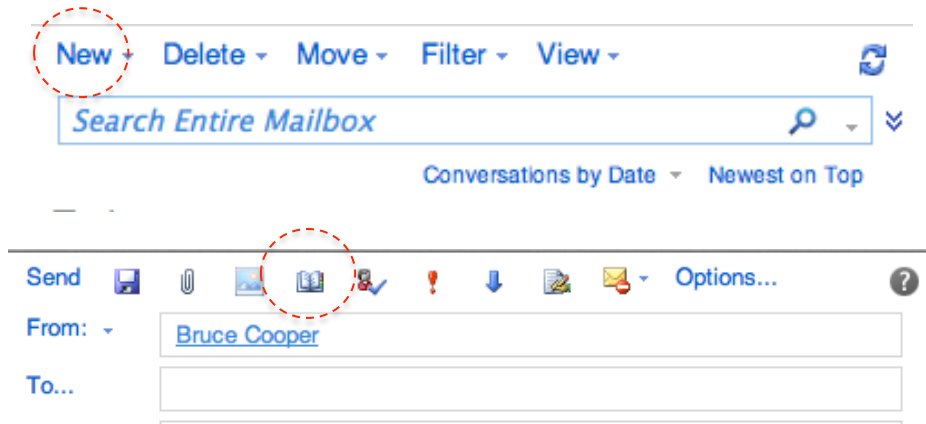 New Delete Move Filter View
Search Entire Mailbox
Conversations by Date Newest on Top
Send Options... ?
From: Bruce Cooper
To...